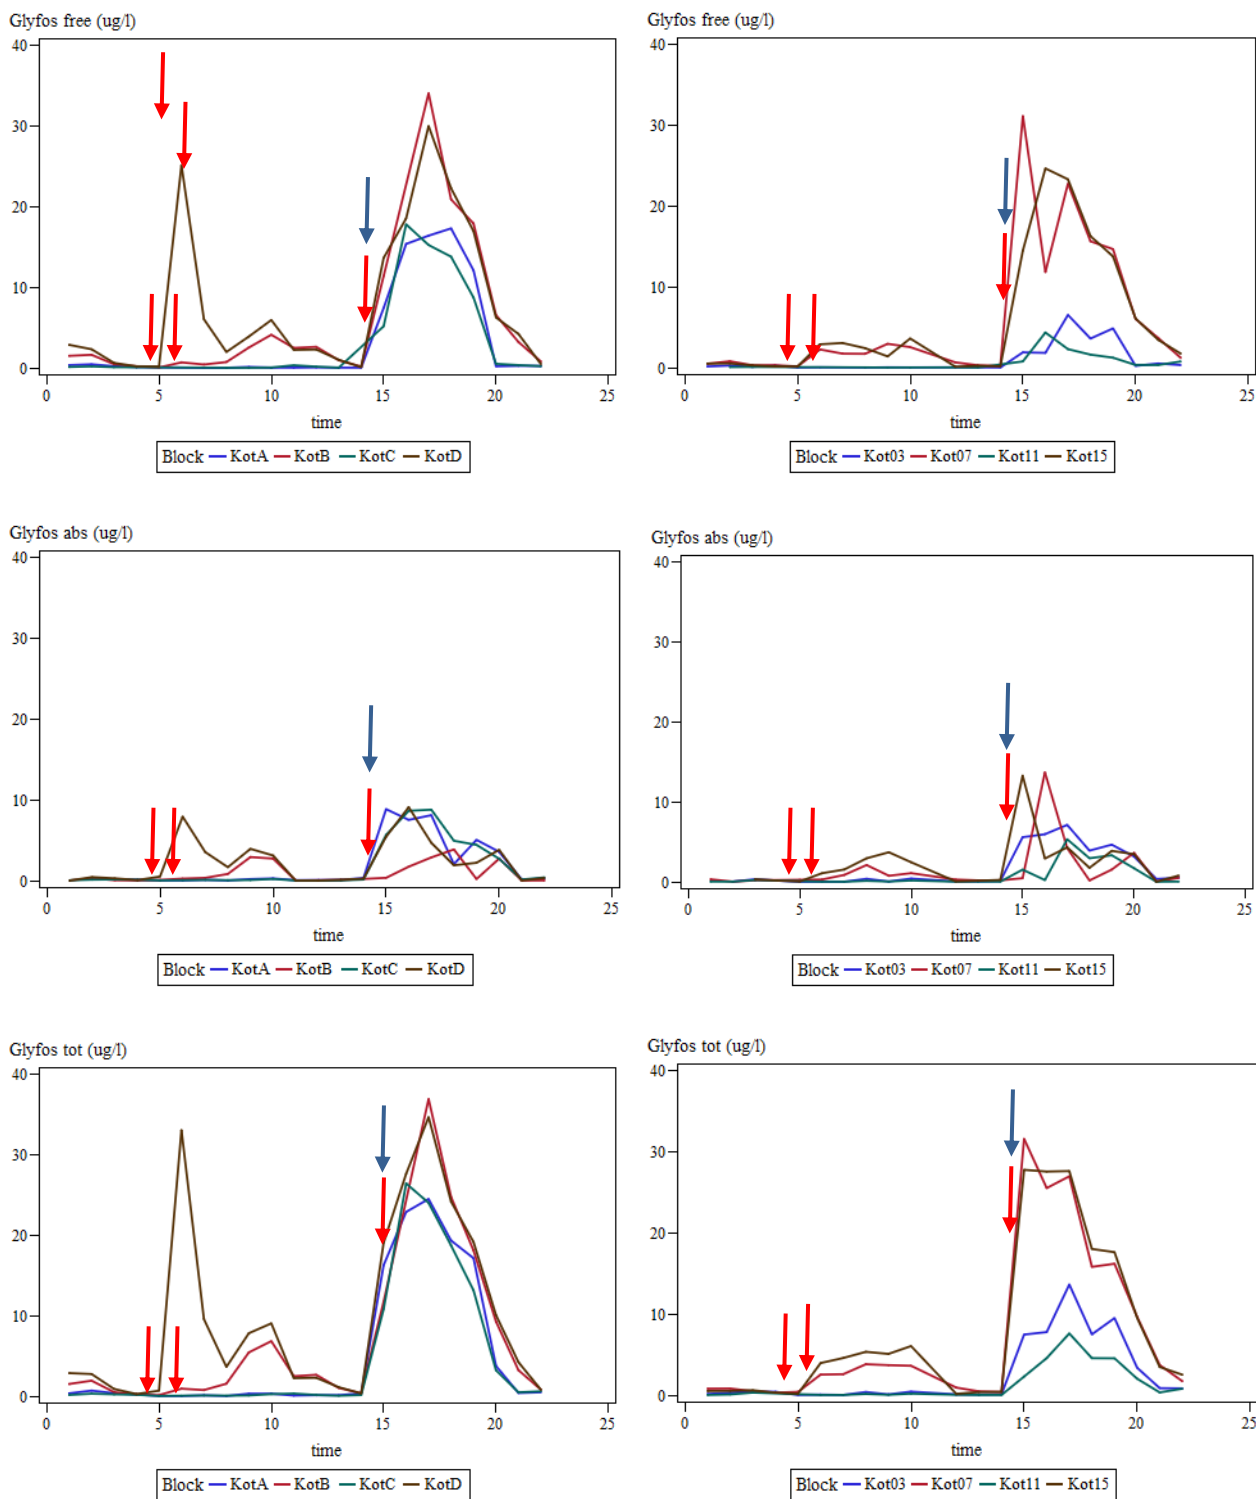 Glyfos free (ug/l)
40
30
20
10
0
0 5 10 15 20 25
time
Block KotA KotB KotC KotD
Glyfos free (ug/l)
40
30
20
10
0
0 5 10 15 20 25
time
Block Kot03 Kot07 Kot11 Kot15
Glyfos abs (ug/l)
40
30
20
10
0
0 5 10 15 20 25
time
Block KotA KotB KotC KotD
Glyfos abs (ug/l)
40
30
20
10
0
0 5 10 15 20 25
time
Block Kot03 Kot07 Kot11 Kot15
Glyfos tot (ug/l)
40
30
20
10
0
0 5 10 15 20 25
time
Block KotA KotB KotC KotD
Glyfos tot (ug/l)
40
30
20
10
0
0 5 10 15 20 25
time
Block Kot03 Kot07 Kot11 Kot15